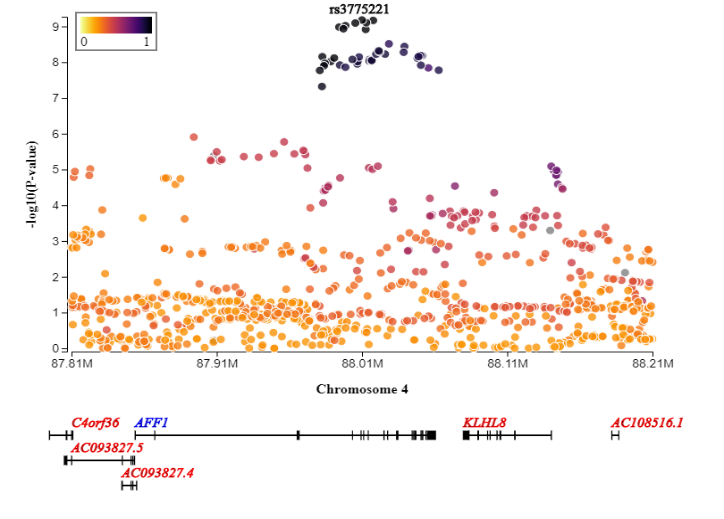 rs3775221
0 1
-log10(P-value)
9
8
7
6
5
4
3
2
1
0
87.81M 87.91M 88.01M 88.11M 88.21M
Chromosome 4
C4orf36 AFF1 KLHL8 AC108516.1
AC093827.5
AC093827.4